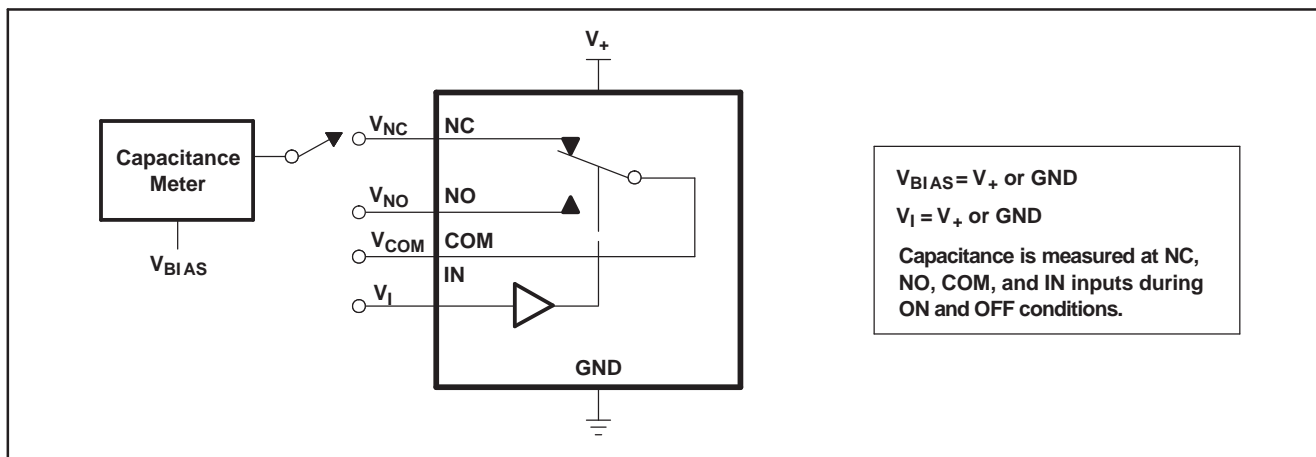 V+
VNC NC
Capacitance
Meter
VNO NO
VCOM COM
VBIAS
IN
VI
GND
VBIAS = V+ or GND
VI = V+ or GND
Capacitance is measured at NC,
NO, COM, and IN inputs during
ON and OFF conditions.